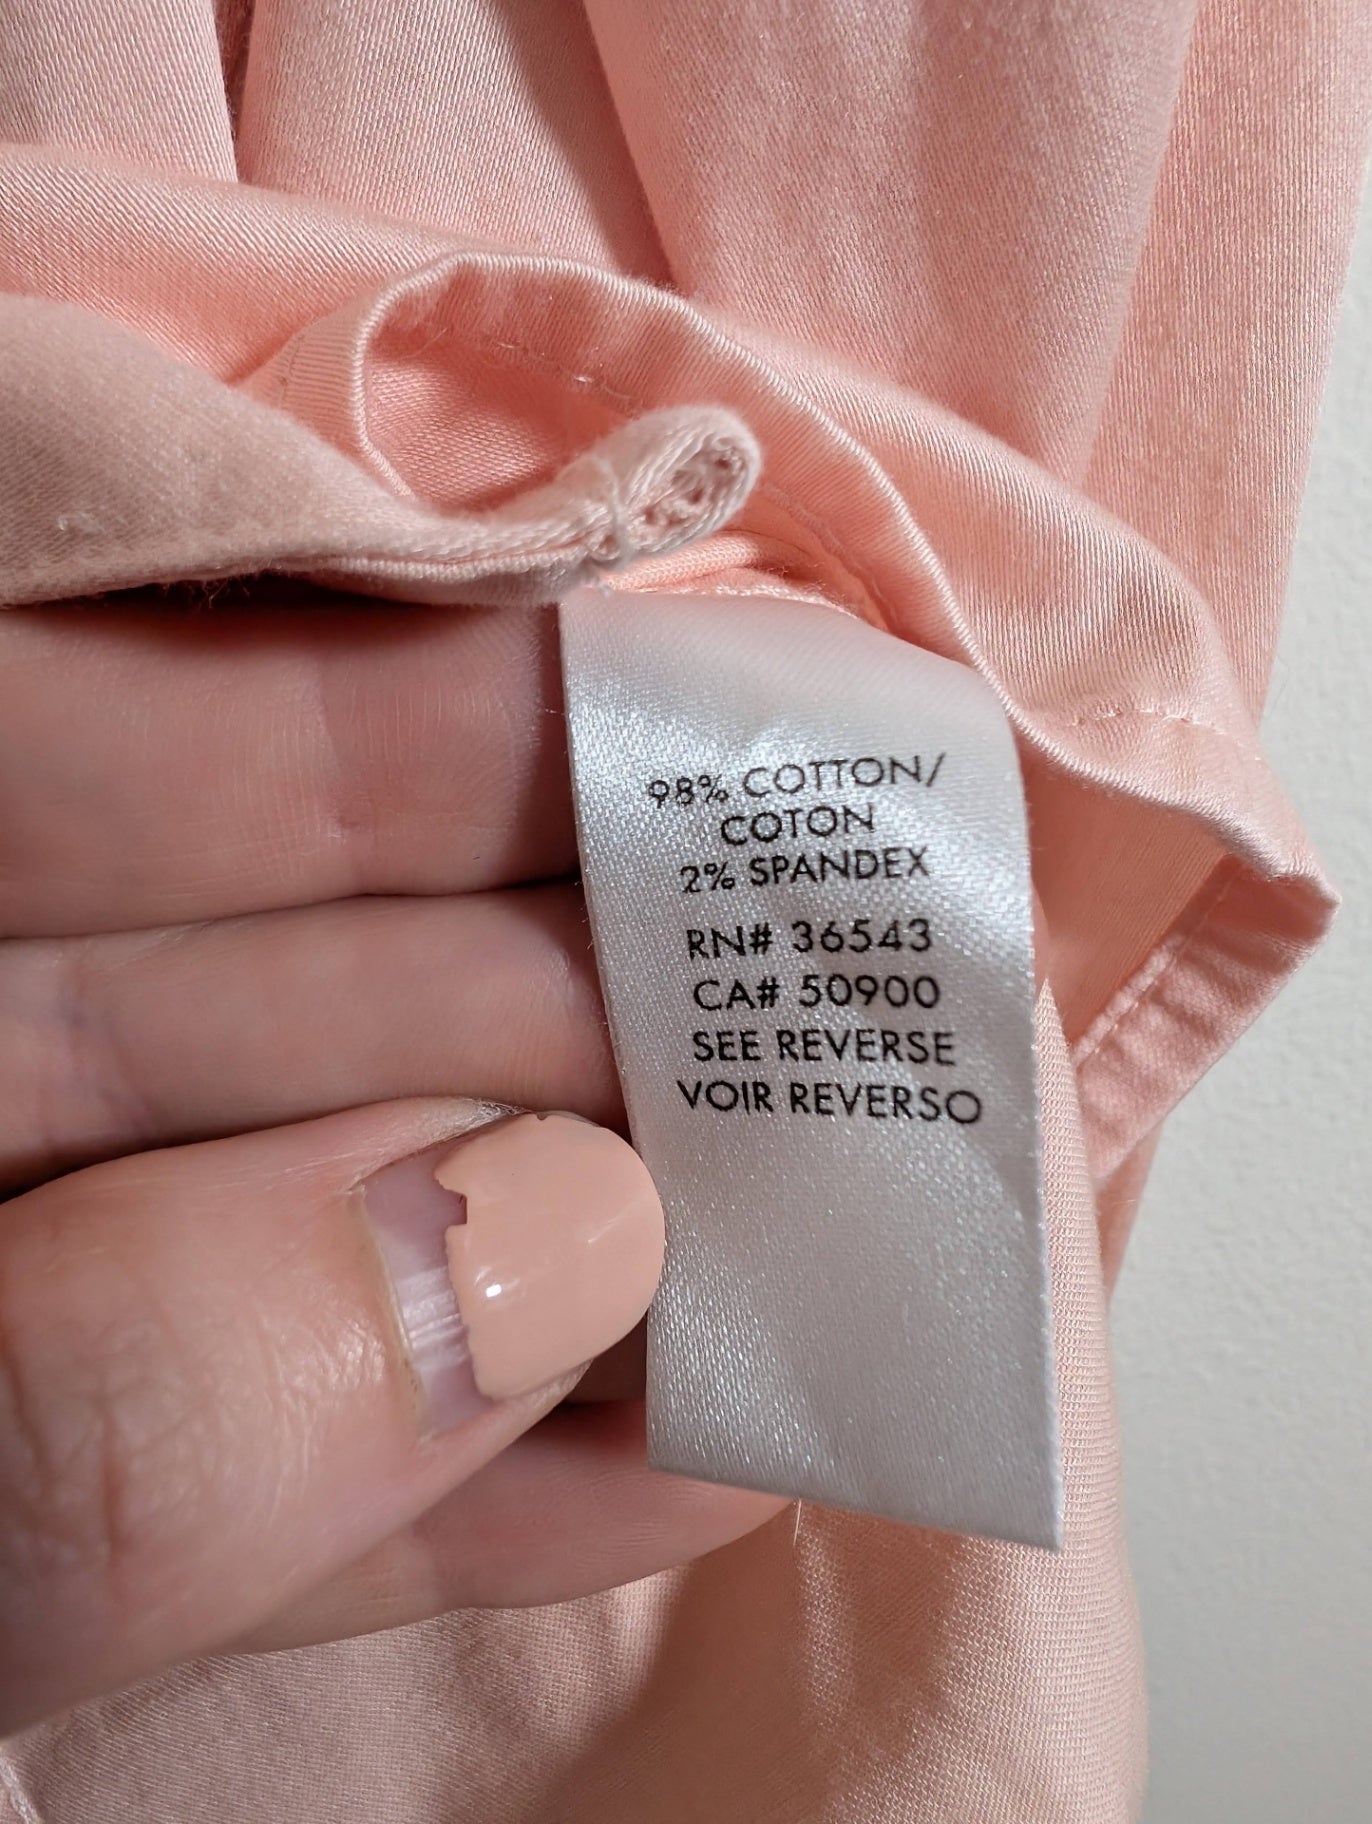 98% COTTON/
COTON
2% SPANDEX
RN# 36543
CA# 50900
SEE REVERSE
VOIR REVERSO